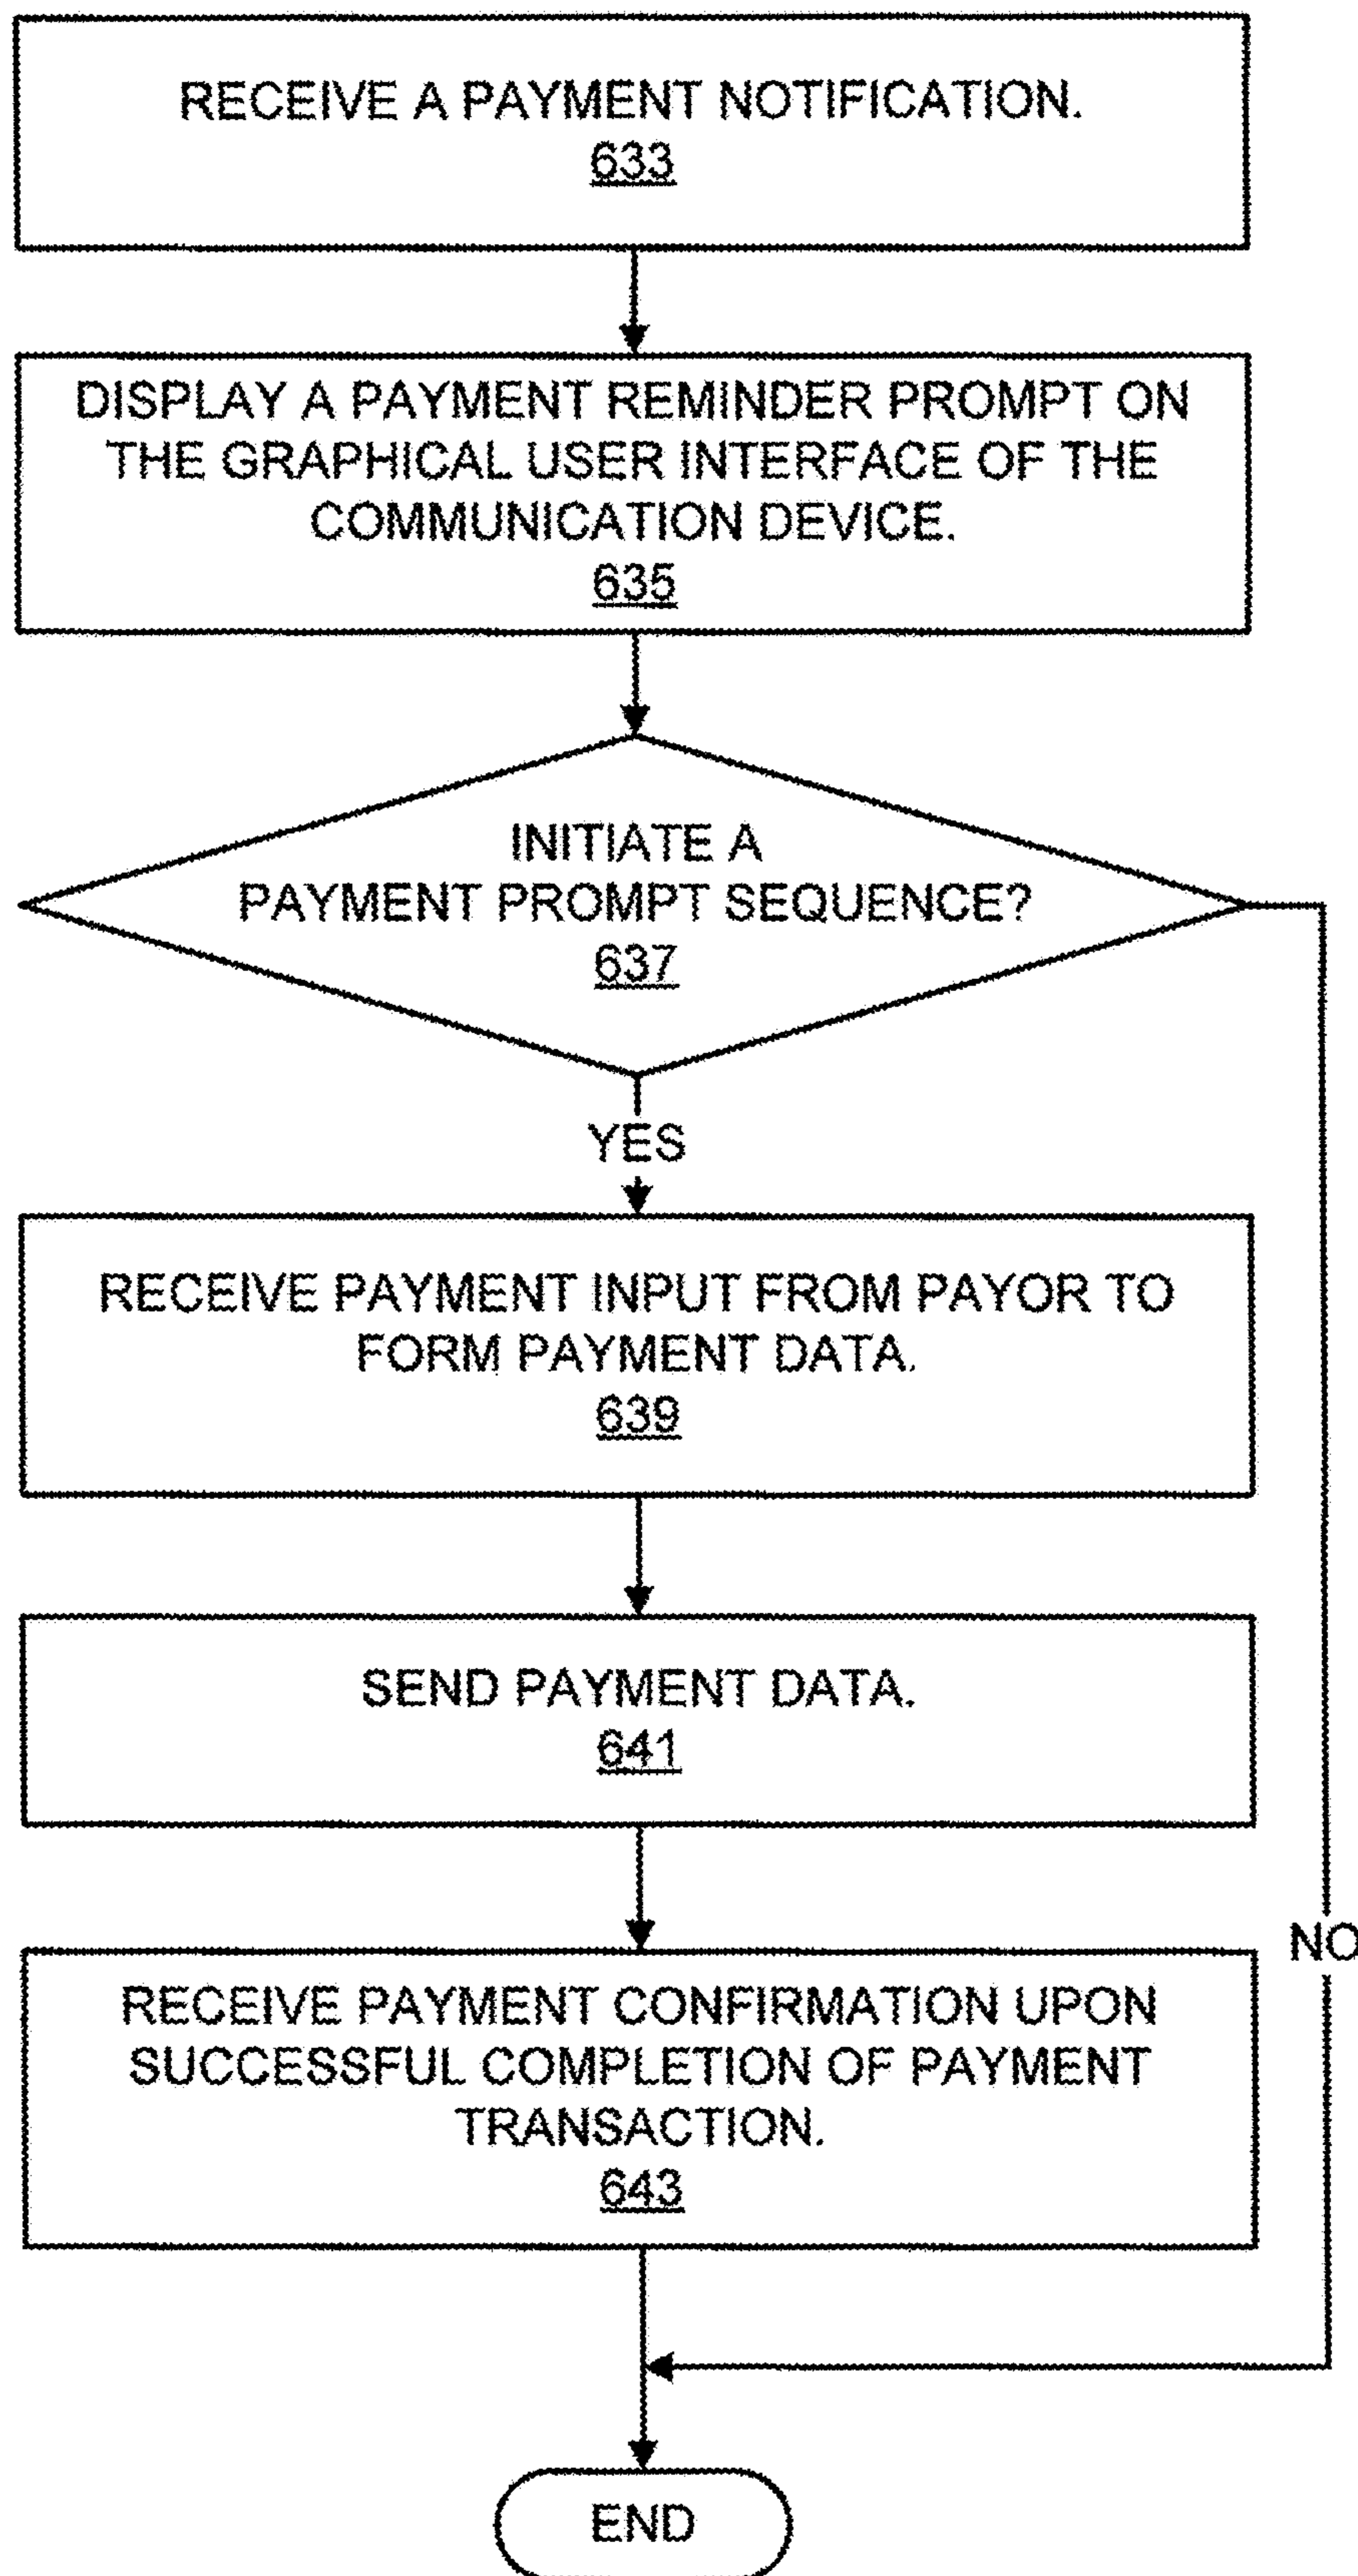 RECEIVE A PAYMENT NOTIFICATION.
633
DISPLAY A PAYMENT REMINDER PROMPT ON
THE GRAPHICAL USER INTERFACE OF THE
COMMUNICATION DEVICE.
635
INITIATE A
PAYMENT PROMPT SEQUENCE?
637
YES
RECEIVE PAYMENT INPUT FROM PAYOR TO
FORM PAYMENT DATA.
639
SEND PAYMENT DATA.
641
NO
RECEIVE PAYMENT CONFIRMATION UPON
SUCCESSFUL COMPLETION OF PAYMENT
TRANSACTION.
643
END